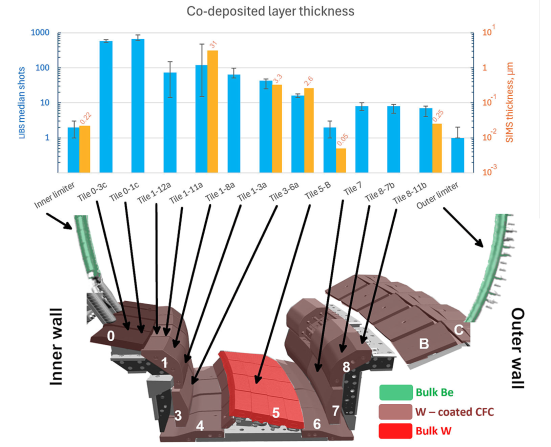 Co-deposited layer thickness
LIBS median shots
1000
100
10
1
SIMS thickness, μm
10¹
1
10⁻¹
10⁻²
10⁻³
0.22
31
3.3
2.6
0.05
0.25
Inner limiter
Tile 0-3c
Tile 0-1c
Tile 1-12a
Tile 1-11a
Tile 1-8a
Tile 1-3a
Tile 3-6a
Tile 5-B
Tile 7
Tile 8-7b
Tile 8-11b
Outer limiter
Inner wall
Outer wall
0
1
3
4
5
6
7
8
B
C
Bulk Be
W – coated CFC
Bulk W